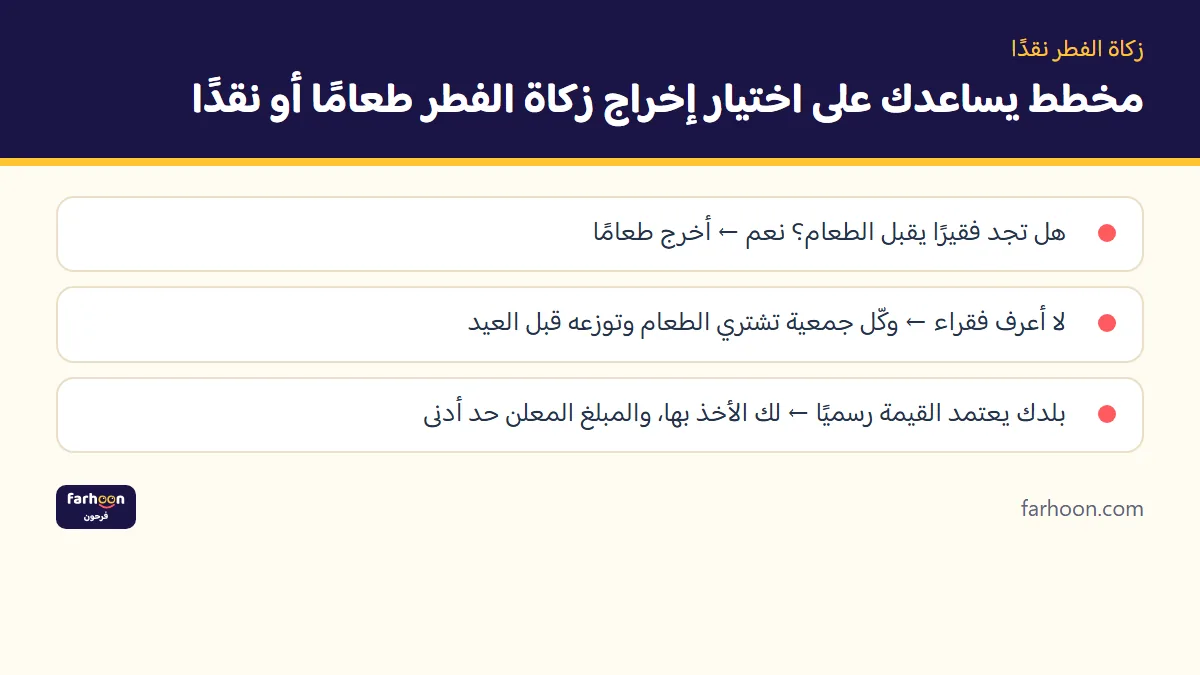 زكاة الفطر نقدًا
مخطط يساعدك على اختيار إخراج زكاة الفطر طعامًا أو نقدًا
هل تجد فقيرًا يقبل الطعام؟ نعم ← أخرج طعامًا
لا أعرف فقراء ← وكّل جمعية تشتري الطعام وتوزعه قبل العيد
بلدك يعتمد القيمة رسميًا ← لك الأخذ بها، والمبلغ المعلن حد أدنى
farhoon
فرحون
farhoon.com